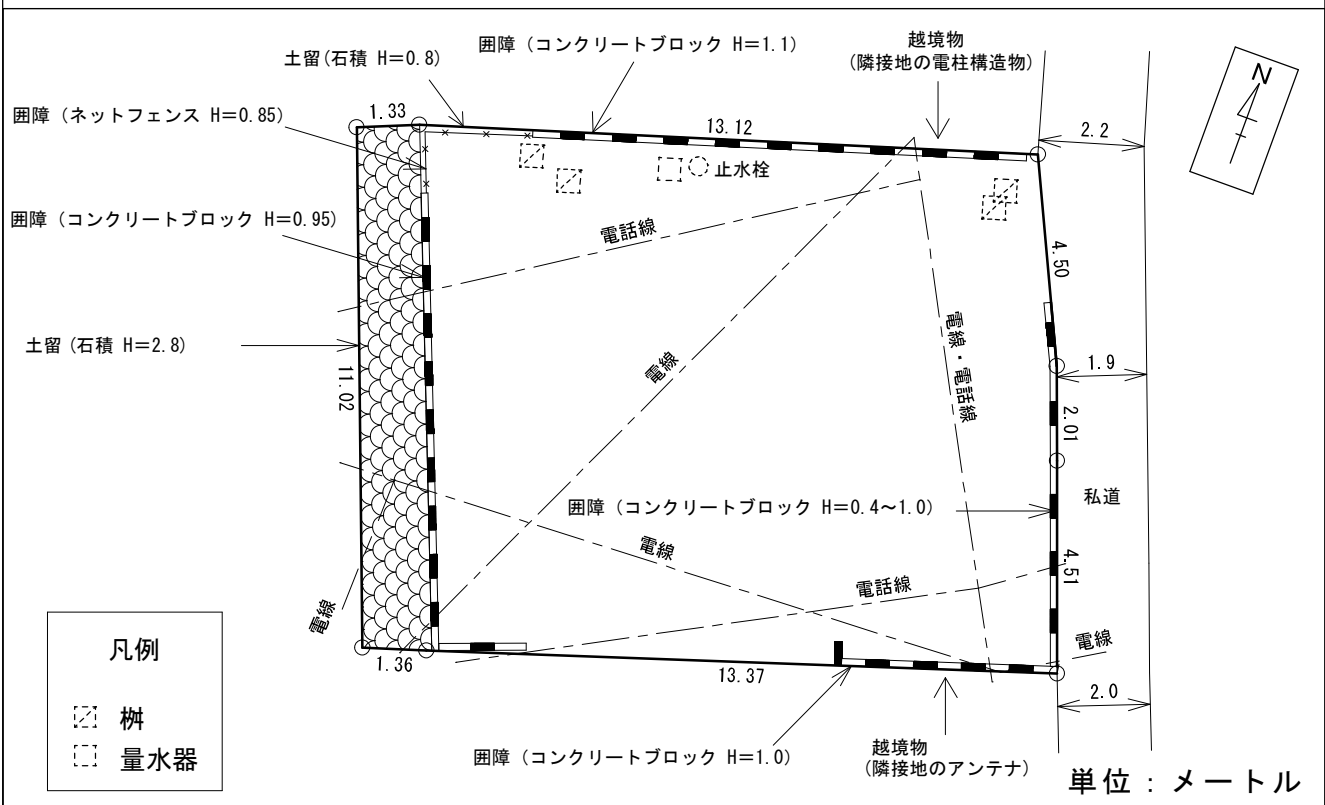 囲障（コンクリートブロック H＝1.1）
越境物
（隣接地の電柱構造物）
土留(石積 H＝0.8)
N
囲障（ネットフェンス H＝0.85）
1.33
13.12
2.2
止水栓
囲障（コンクリートブロック H＝0.95）
電話線
4.50
電線・電話線
土留(石積 H＝2.8)
電線
1.9
11.02
2.01
私道
囲障（コンクリートブロック H＝0.4～1.0）
電線
4.51
電話線
電線
電線
1.36
13.37
2.0
凡例
桝
量水器
囲障（コンクリートブロック H＝1.0）
越境物
（隣接地のアンテナ）
単位：メートル